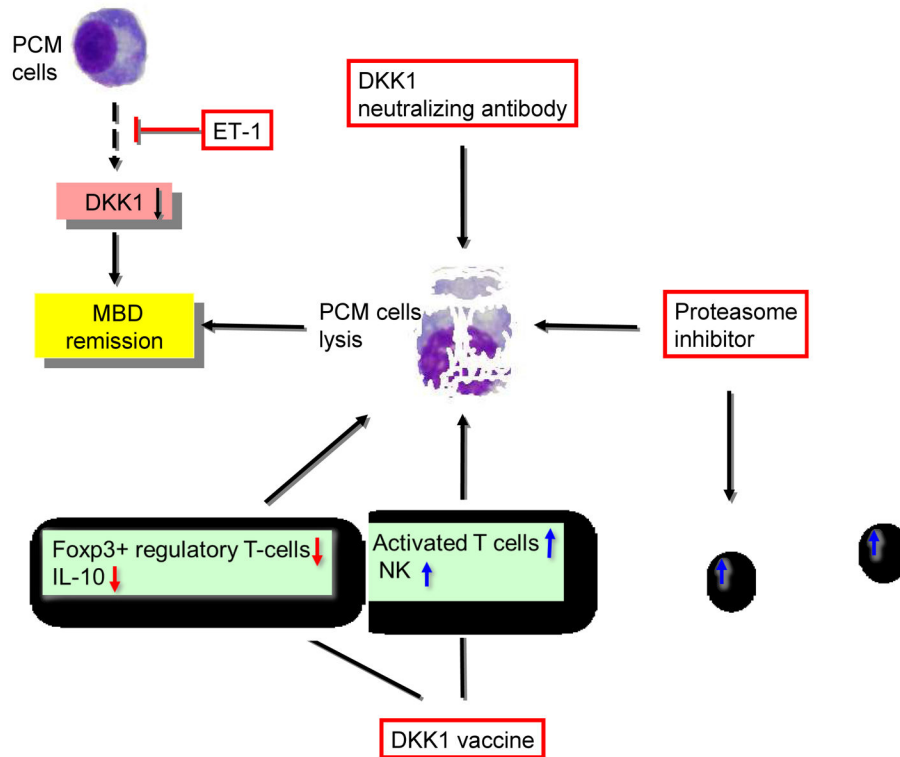 PCM
cells
ET-1
DKK1
DKK1
neutralizing antibody
MBD
remission
PCM cells
lysis
Proteasome
inhibitor
Foxp3+ regulatory T-cells
IL-10
Activated T cells
NK
DKK1 vaccine